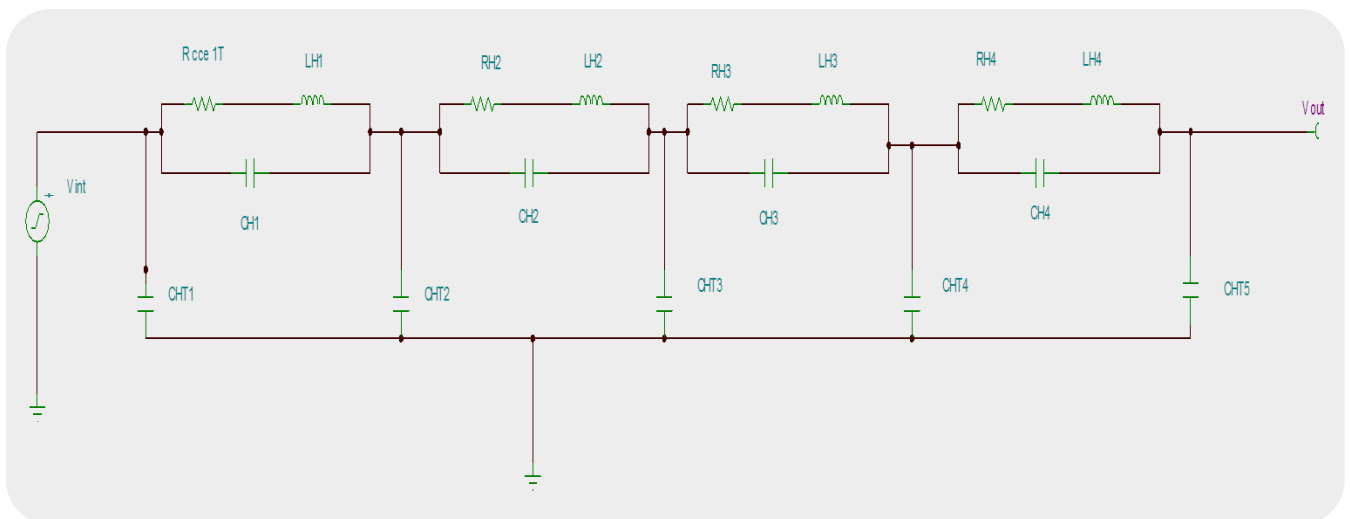 Rcce 1T
LH1
RH2
LH2
RH3
LH3
RH4
LH4
Vout
+
Vint
CH1
CH2
CH3
CH4
CHT1
CHT2
CHT3
CHT4
CHT5